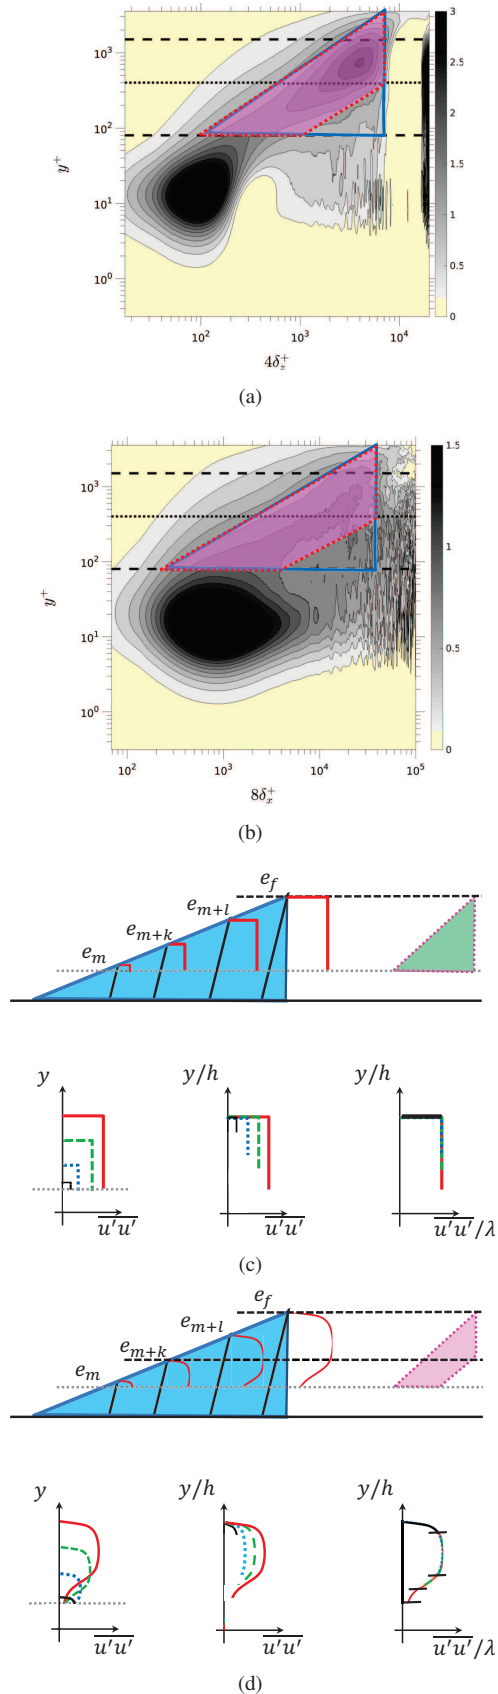 3
2.5
2
1.5
1
0.5
0
10³
10²
10¹
10⁰
y⁺
10² 10³ 10⁴
4δ_z⁺
(a)
1.5
1
0.5
0
10³
10²
10¹
10⁰
y⁺
10² 10³ 10⁴ 10⁵
8δ_x⁺
(b)
e_f
e_{m+l}
e_{m+k}
e_m
y y/h y/h
u'u' u'u' u'u'/λ
(c)
e_f
e_{m+l}
e_{m+k}
e_m
y y/h y/h
u'u' u'u' u'u'/λ
(d)